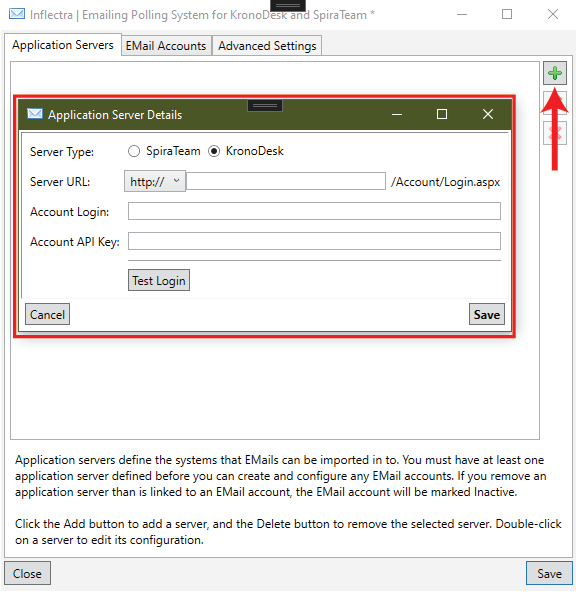 Inflectra | Emailing Polling System for KronoDesk and SpiraTeam *
Application Servers EMail Accounts Advanced Settings
Application Server Details
Server Type: SpiraTeam KronoDesk
Server URL: http:// /Account/Login.aspx
Account Login:
Account API Key:
Test Login
Cancel Save
Application servers define the systems that EMails can be imported in to. You must have at least one
application server defined before you can create and configure any EMail accounts. If you remove an
application server than is linked to an EMail account, the EMail account will be marked Inactive.
Click the Add button to add a server, and the Delete button to remove the selected server. Double-click
on a server to edit its configuration.
Close Save